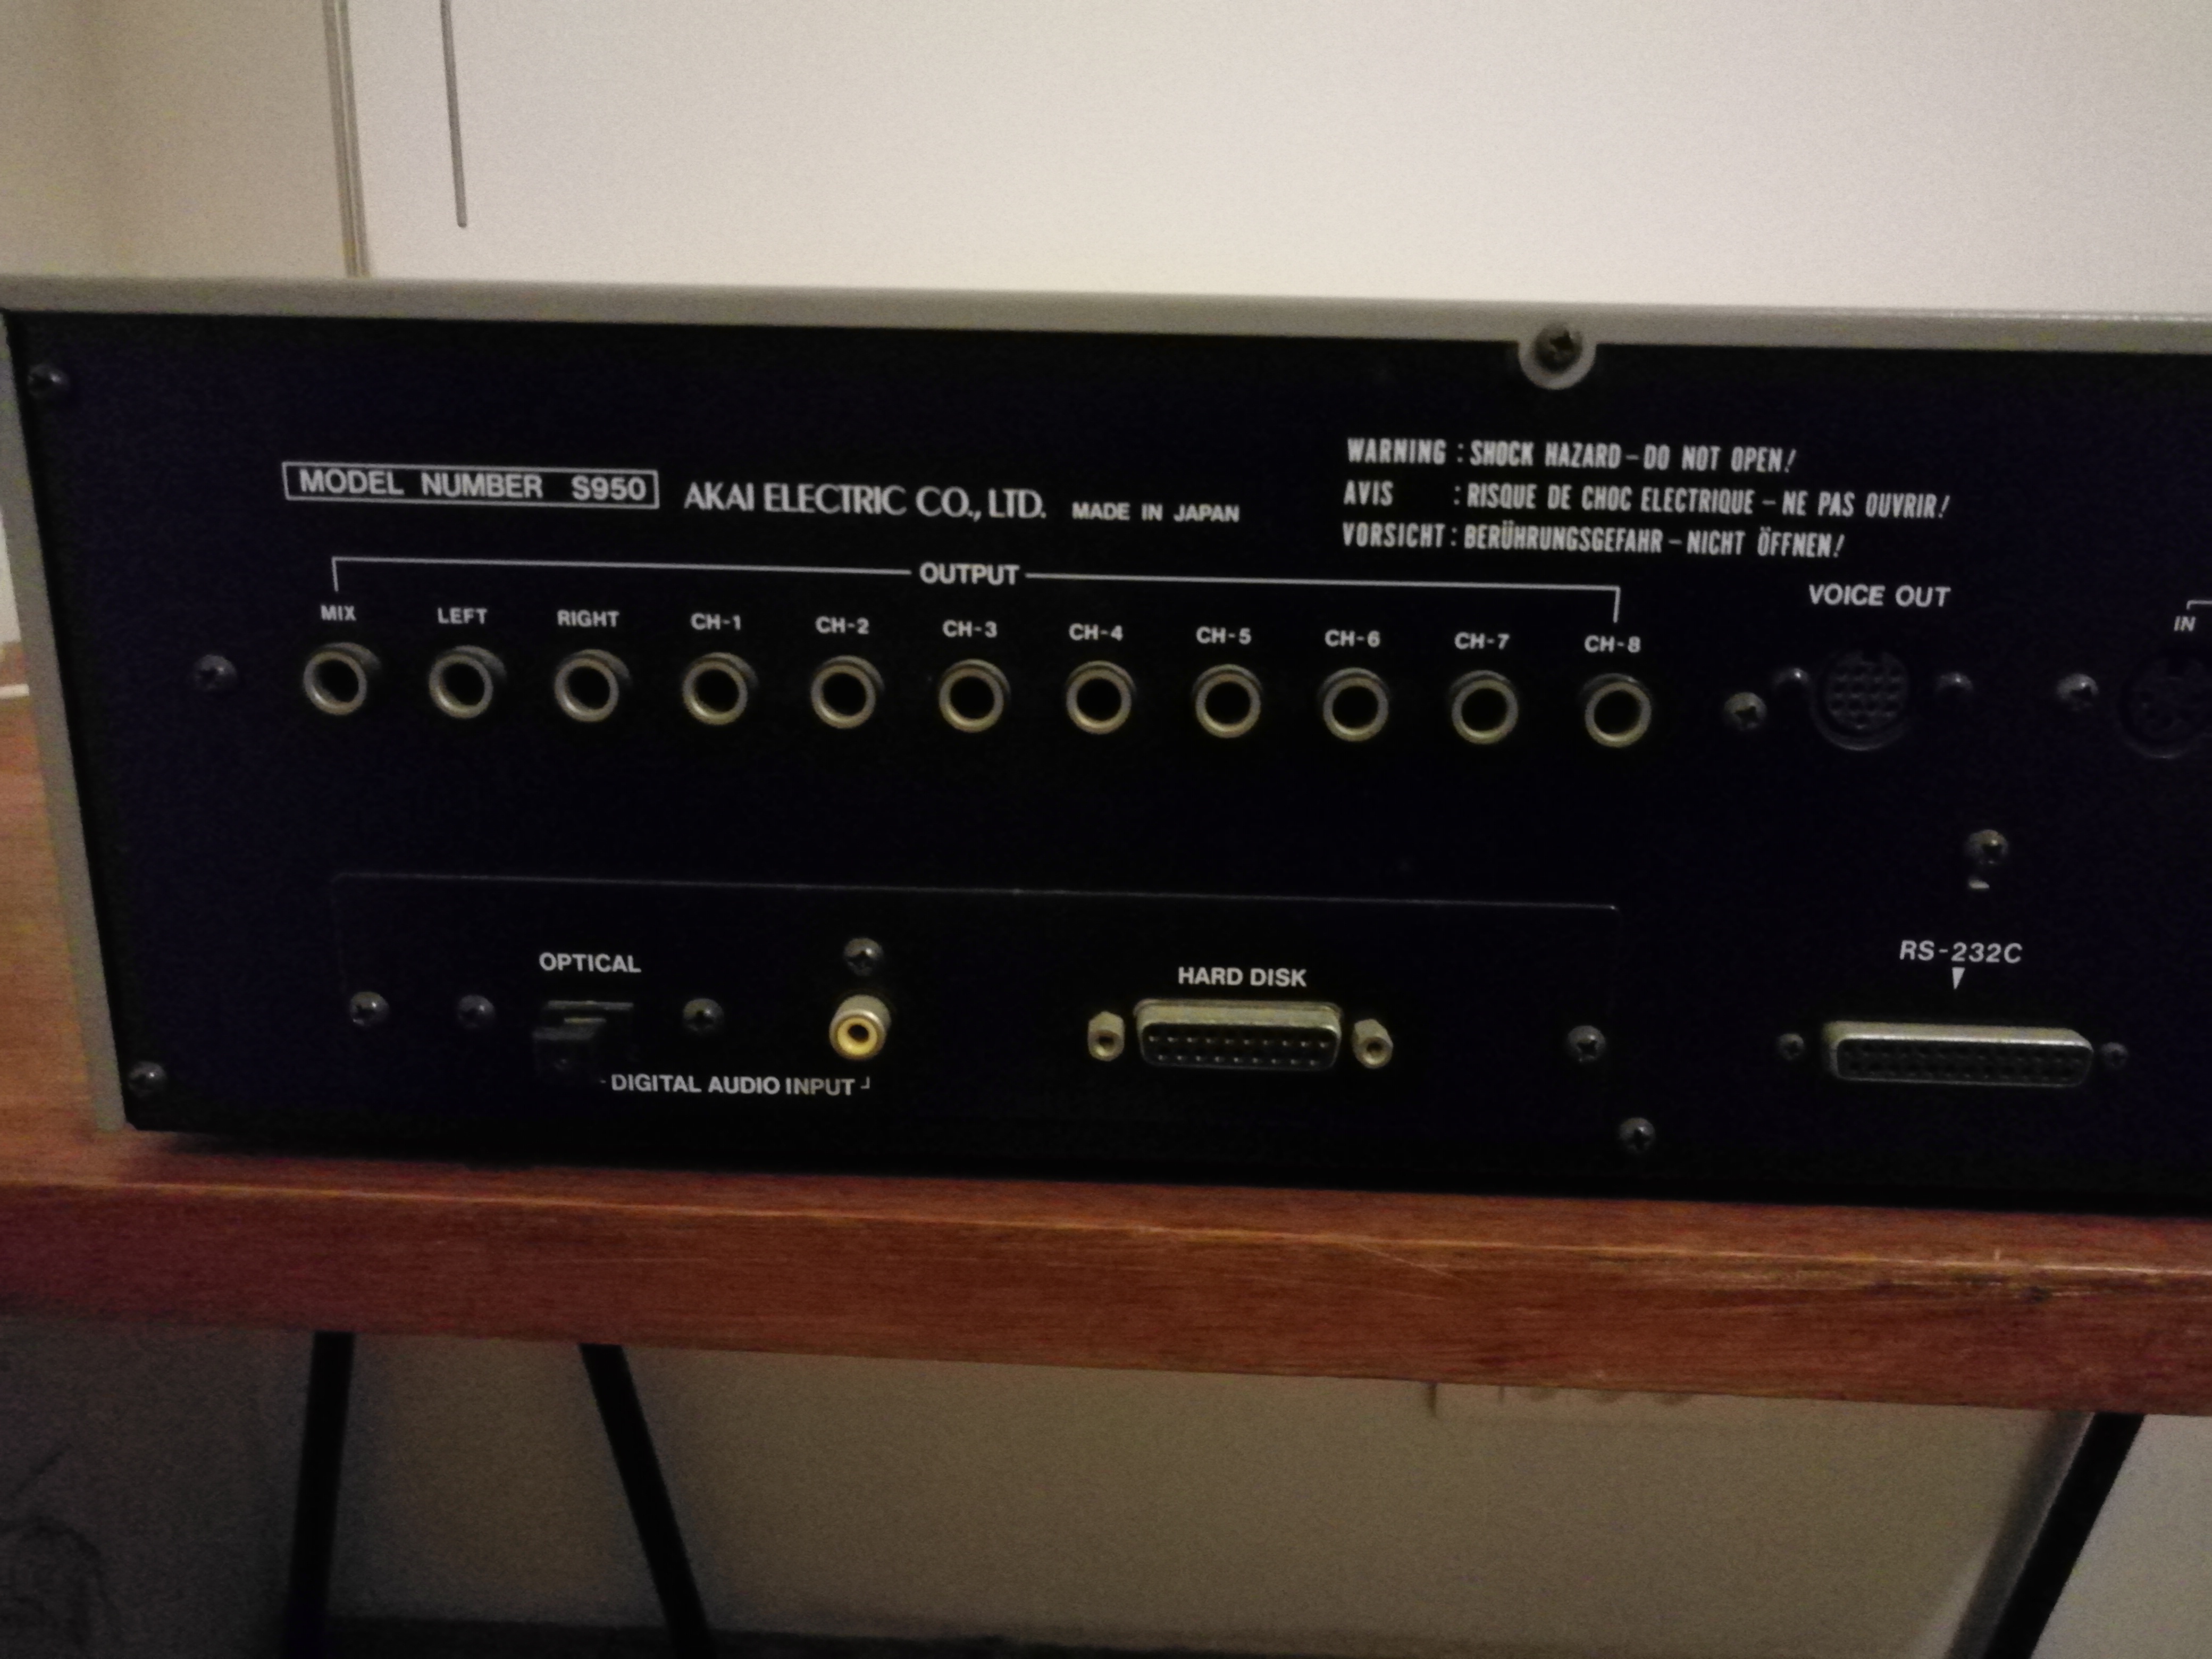 MODEL NUMBER S950 AKAI ELECTRIC CO., LTD. MADE IN JAPAN
WARNING : SHOCK HAZARD – DO NOT OPEN!
AVIS : RISQUE DE CHOC ELECTRIQUE – NE PAS OUVRIR!
VORSICHT : BERÜHRUNGSGEFAHR – NICHT ÖFFNEN!
OUTPUT
MIX LEFT RIGHT CH-1 CH-2 CH-3 CH-4 CH-5 CH-6 CH-7 CH-8
VOICE OUT
IN
OPTICAL
HARD DISK
RS-232C
DIGITAL AUDIO INPUT